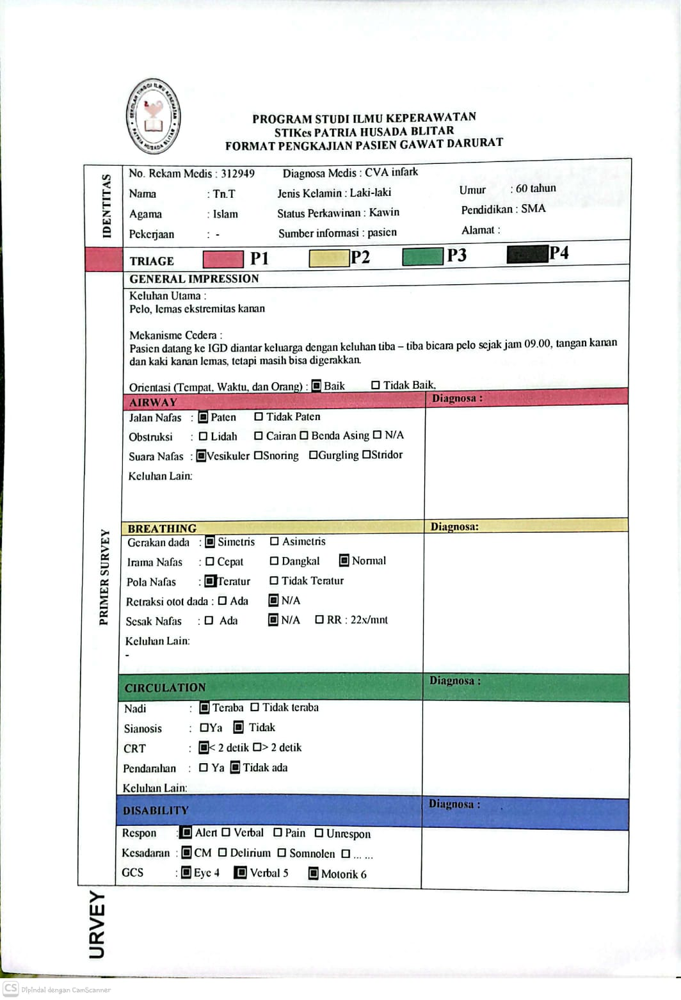 SEKOLAH TINGGI ILMU KESEHATAN
PATRIA HUSADA BLITAR
PROGRAM STUDI ILMU KEPERAWATAN
STIKes PATRIA HUSADA BLITAR
FORMAT PENGKAJIAN PASIEN GAWAT DARURAT
IDENTITAS
No. Rekam Medis : 312949 Diagnosa Medis : CVA infark
Nama : Tn.T Jenis Kelamin : Laki-laki Umur : 60 tahun
Agama : Islam Status Perkawinan : Kawin Pendidikan : SMA
Pekerjaan : - Sumber informasi : pasien Alamat :
TRIAGE P1 P2 P3 P4
PRIMER SURVEY
GENERAL IMPRESSION
Keluhan Utama :
Pelo, lemas ekstremitas kanan
Mekanisme Cedera :
Pasien datang ke IGD diantar keluarga dengan keluhan tiba – tiba bicara pelo sejak jam 09.00, tangan kanan
dan kaki kanan lemas, tetapi masih bisa digerakkan.
Orientasi (Tempat, Waktu, dan Orang) : ▣ Baik ☐ Tidak Baik,
AIRWAY Diagnosa :
Jalan Nafas : ▣ Paten ☐ Tidak Paten
Obstruksi : ☐ Lidah ☐ Cairan ☐ Benda Asing ☐ N/A
Suara Nafas : ▣Vesikuler ☐Snoring ☐Gurgling ☐Stridor
Keluhan Lain:
BREATHING Diagnosa:
Gerakan dada : ▣ Simetris ☐ Asimetris
Irama Nafas : ☐ Cepat ☐ Dangkal ▣ Normal
Pola Nafas : ▣Teratur ☐ Tidak Teratur
Retraksi otot dada : ☐ Ada ▣ N/A
Sesak Nafas : ☐ Ada ▣ N/A ☐ RR : 22x/mnt
Keluhan Lain:
-
CIRCULATION Diagnosa :
Nadi : ▣ Teraba ☐ Tidak teraba
Sianosis : ☐Ya ▣ Tidak
CRT : ▣< 2 detik ☐> 2 detik
Pendarahan : ☐ Ya ▣ Tidak ada
Keluhan Lain:
DISABILITY Diagnosa :
Respon : ▣ Alert ☐ Verbal ☐ Pain ☐ Unrespon
Kesadaran : ▣ CM ☐ Delirium ☐ Somnolen ☐ ... ...
GCS : ▣ Eye 4 ▣ Verbal 5 ▣ Motorik 6
URVEY
CS Dipindai dengan CamScanner